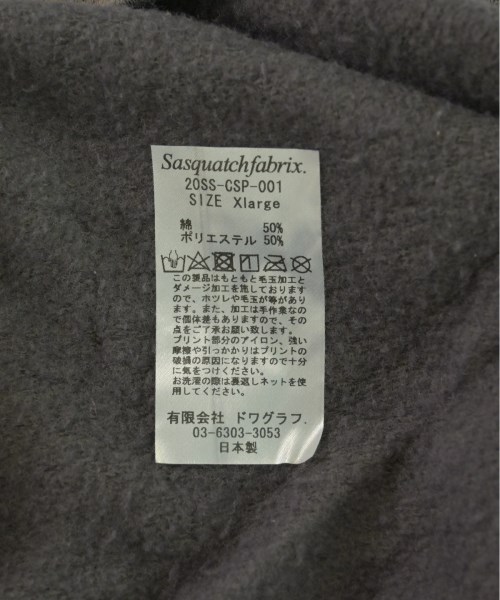 Sasquatchfabrix.
20SS-CSP-001
SIZE Xlarge
綿 50%
ポリエステル 50%
この製品はもともと毛玉加工と
ダメージ加工を施しております
ので、ホツレや毛玉が等があり
ます。また、加工は手作業なの
で個体差もありますので、その
点をご了承お願い致します。
プリント部分のアイロン、強い
摩擦や引っかかりはプリントの
破損の原因になりますので十分
に気をつけてください。
お洗濯の際は裏返しネットを使
用してください。
有限会社 ドワグラフ.
03-6303-3053
日本製